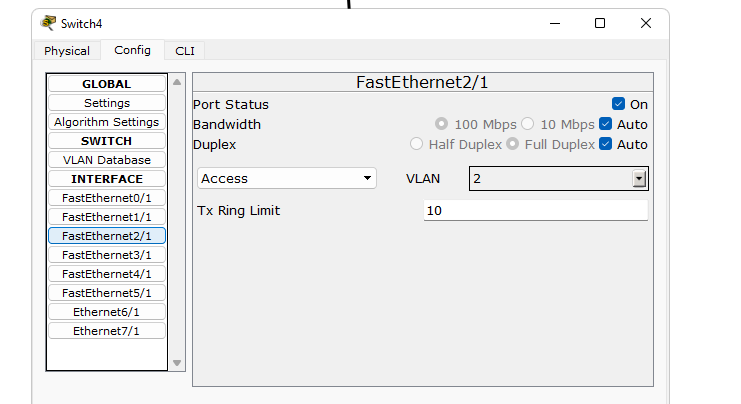 Switch4
Physical Config CLI
GLOBAL
Settings
Algorithm Settings
SWITCH
VLAN Database
INTERFACE
FastEthernet0/1
FastEthernet1/1
FastEthernet2/1
FastEthernet3/1
FastEthernet4/1
FastEthernet5/1
Ethernet6/1
Ethernet7/1
FastEthernet2/1
Port Status On
Bandwidth 100 Mbps 10 Mbps Auto
Duplex Half Duplex Full Duplex Auto
Access VLAN 2
Tx Ring Limit 10